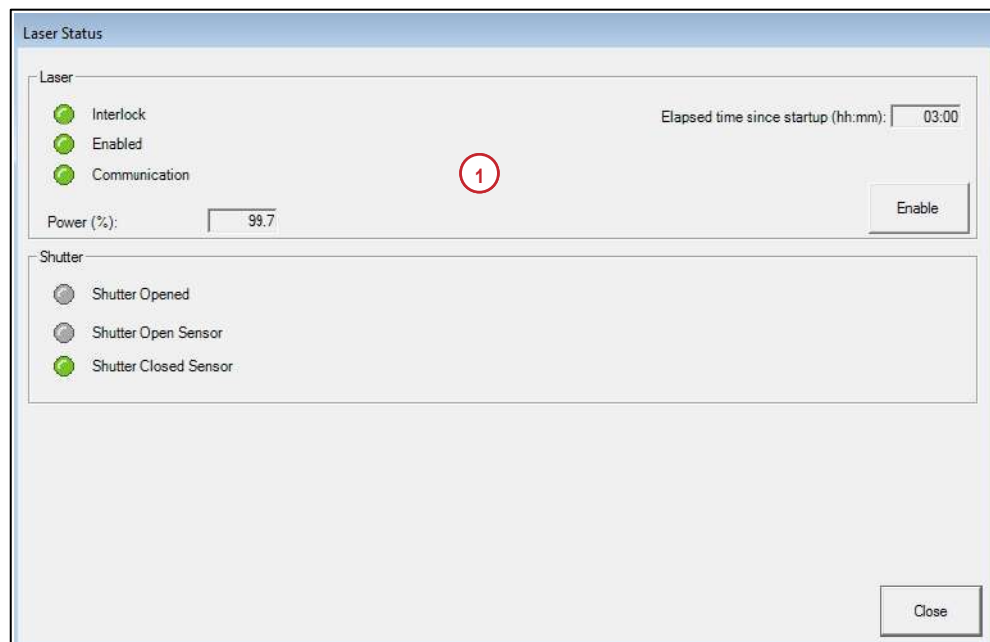 Laser Status
Laser
Interlock
Elapsed time since startup (hh:mm): 03:00
Enabled
Communication
1
Enable
Power (%): 99.7
Shutter
Shutter Opened
Shutter Open Sensor
Shutter Closed Sensor
Close